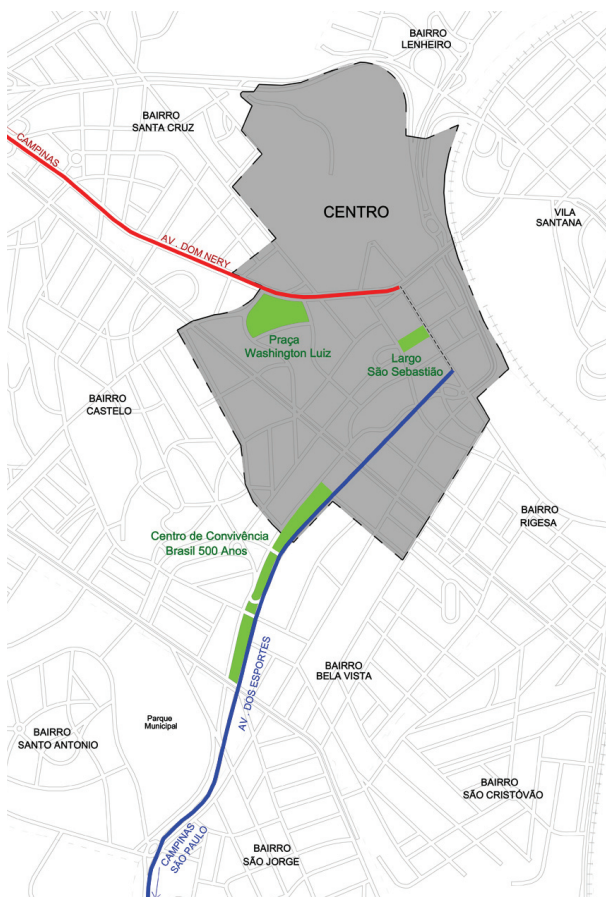 BAIRRO
LENHEIRO
BAIRRO
SANTA CRUZ
CAMPINAS
CENTRO
VILA
SANTANA
AV . DOM NERY
Praça
Washington Luiz
Largo
São Sebastião
BAIRRO
CASTELO
BAIRRO
RIGESA
Centro de Convivência
Brasil 500 Anos
AV . DOS ESPORTES
BAIRRO
BELA VISTA
BAIRRO
SANTO ANTONIO
Parque
Municipal
BAIRRO
SÃO CRISTÓVÃO
CAMPINAS
SÃO PAULO
BAIRRO
SÃO JORGE